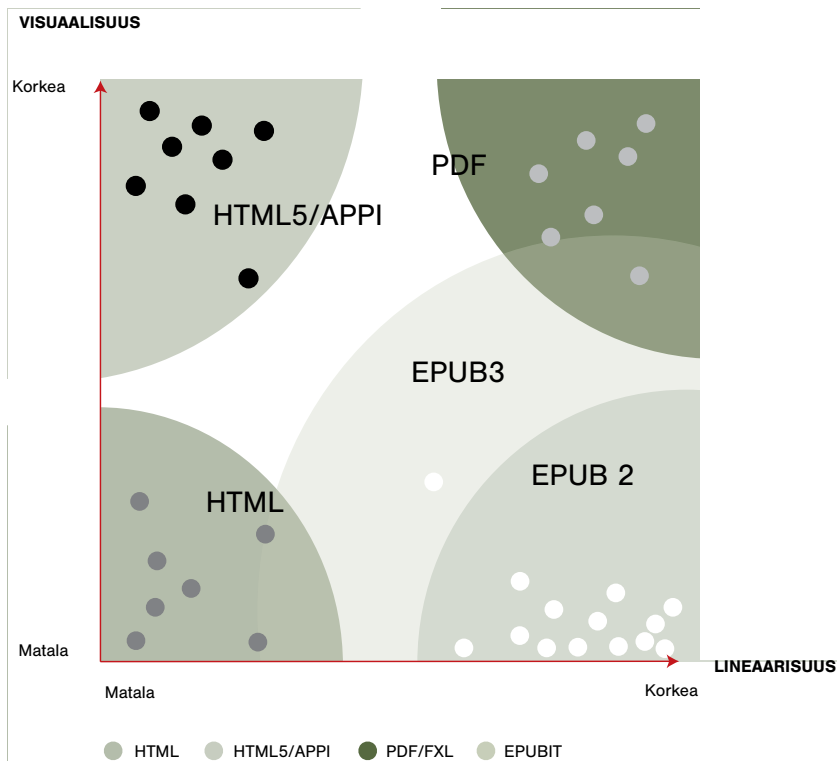 VISUAALISUUS
Korkea
PDF
HTML5/APPI
EPUB3
EPUB 2
HTML
Matala
LINEAARISUUS
Matala
Korkea
HTML
HTML5/APPI
PDF/FXL
EPUBIT